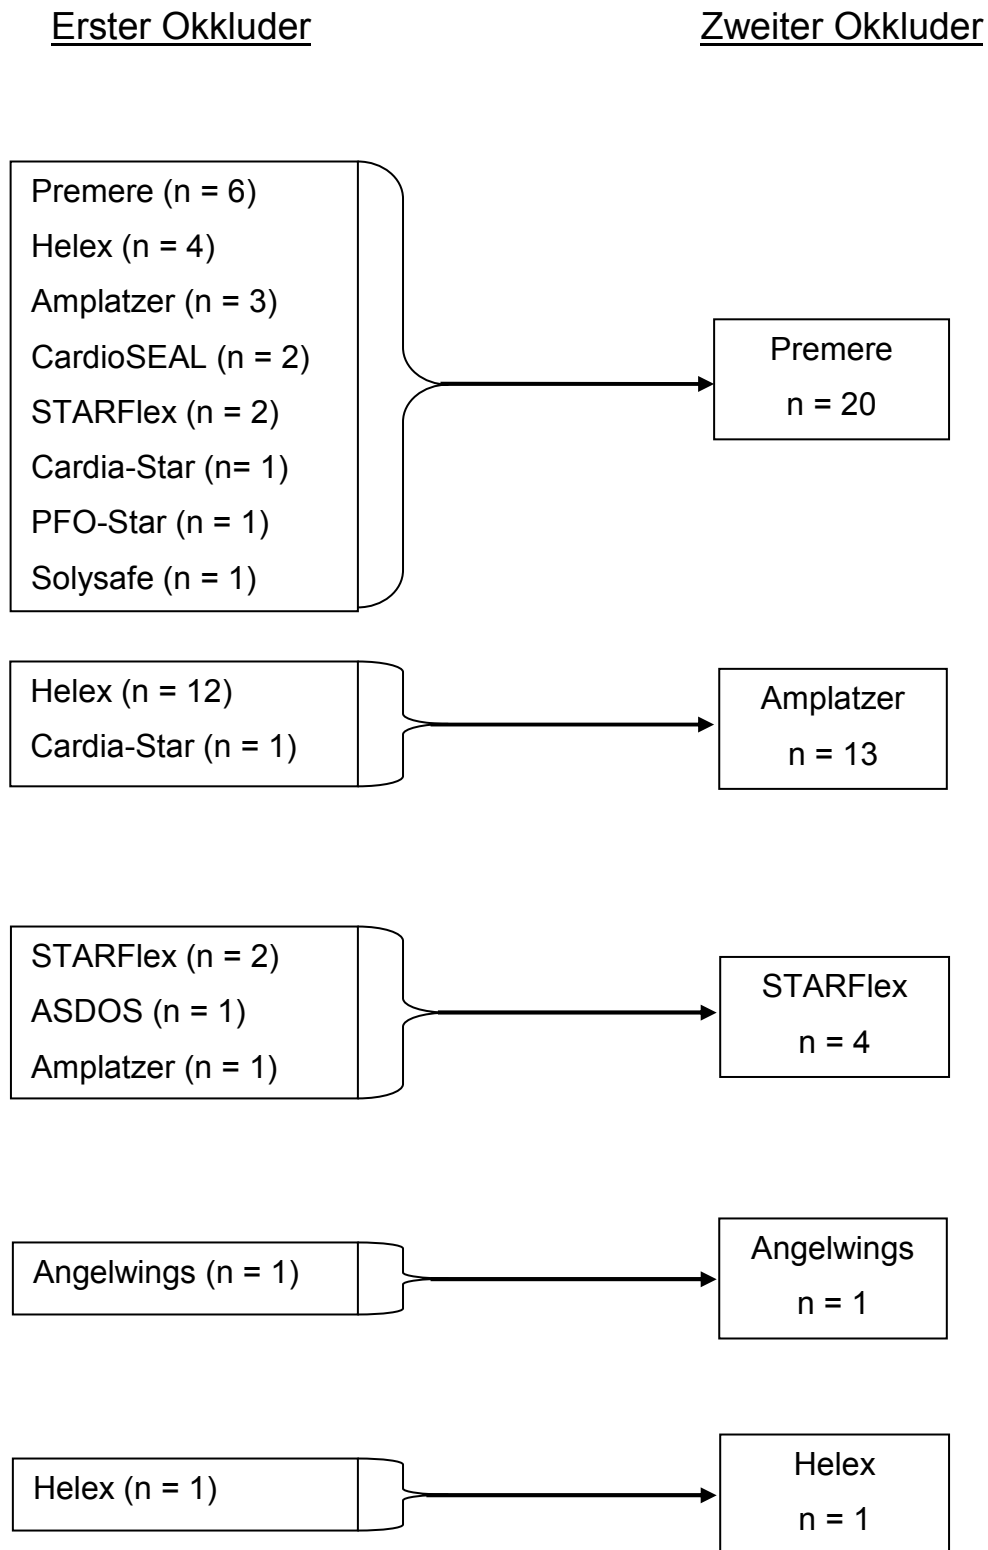 Erster Okkluder
Zweiter Okkluder
Premere (n = 6)
Helex (n = 4)
Amplatzer (n = 3)
CardioSEAL (n = 2)
STARFlex (n = 2)
Cardia-Star (n= 1)
PFO-Star (n = 1)
Solysafe (n = 1)
Premere
n = 20
Helex (n = 12)
Cardia-Star (n = 1)
Amplatzer
n = 13
STARFlex (n = 2)
ASDOS (n = 1)
Amplatzer (n = 1)
STARFlex
n = 4
Angelwings (n = 1)
Angelwings
n = 1
Helex (n = 1)
Helex
n = 1